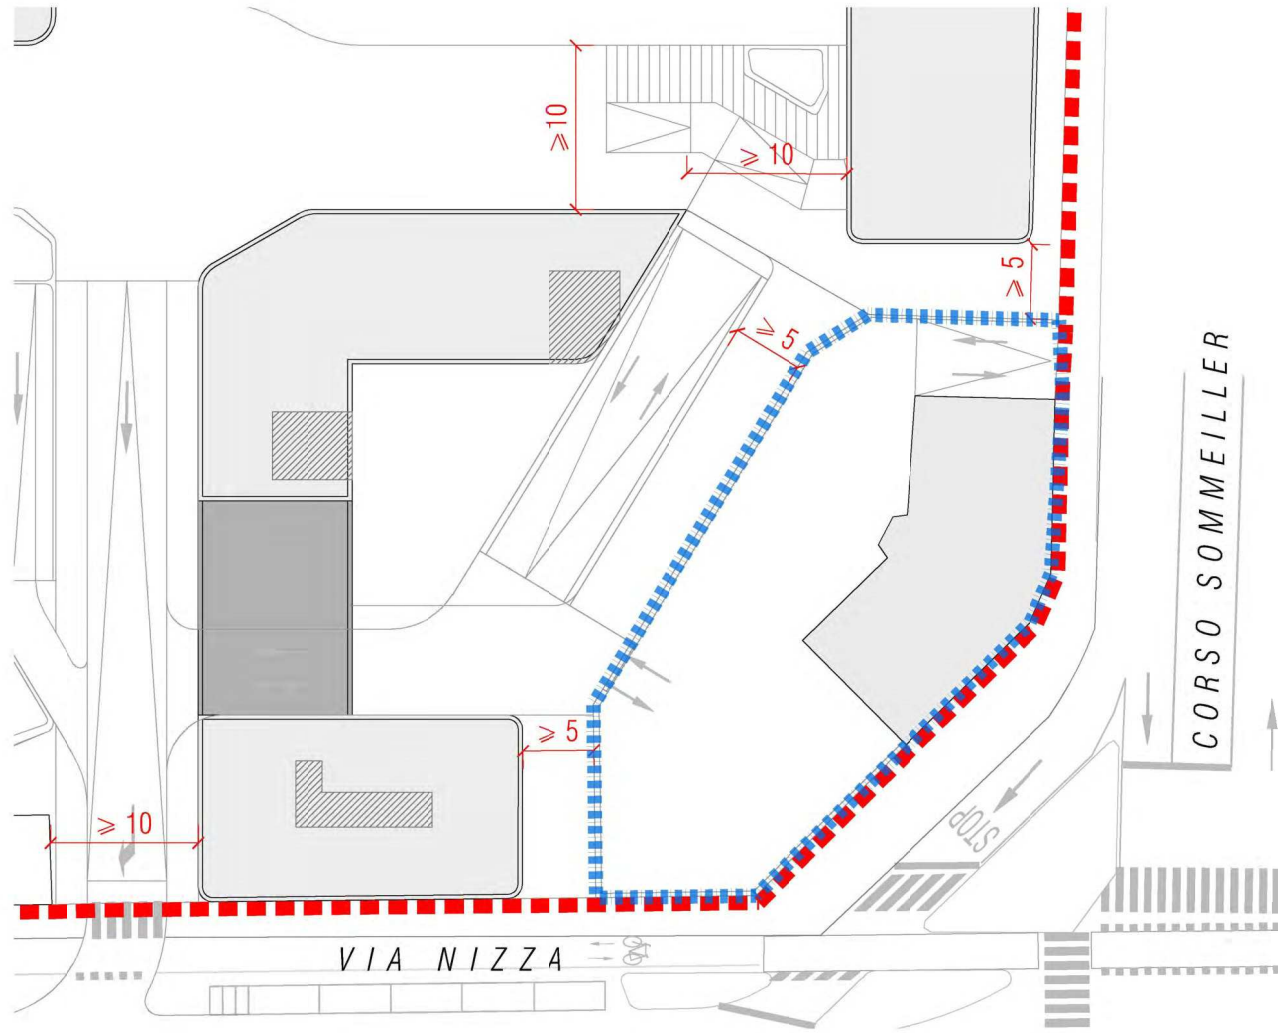 ≥10
≥ 10
≥ 5
≥ 5
CORSO SOMMEILLER
≥ 5
≥ 10
STOP
VIA NIZZA